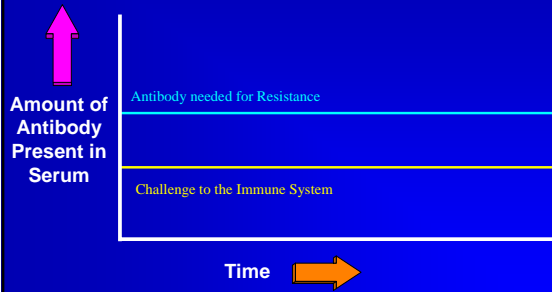 Amount of
Antibody
Present in
Serum
Antibody needed for Resistance
Challenge to the Immune System
Time